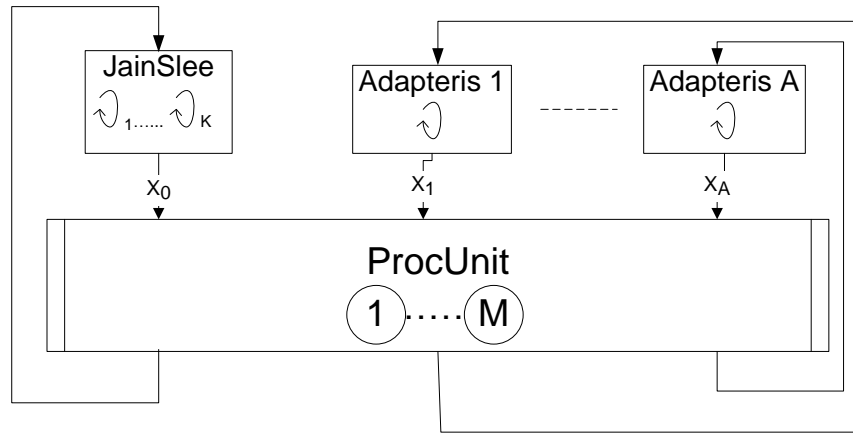 JainSlee
Adapteris 1
Adapteris A
1...... K
X0
X1
XA
ProcUnit
1 ..... M